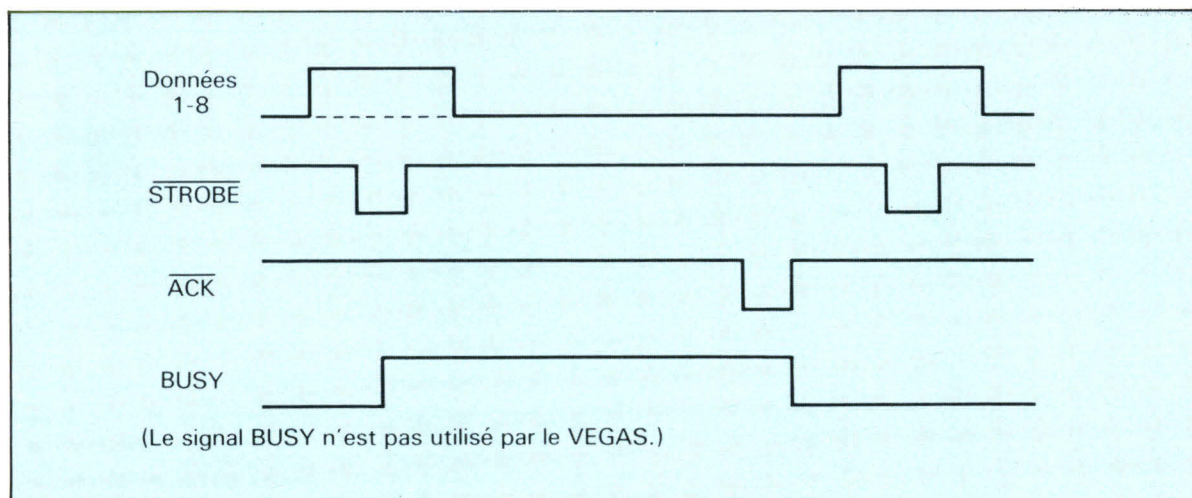 Données
1-8
STROBE
ACK
BUSY
(Le signal BUSY n'est pas utilisé par le VEGAS.)